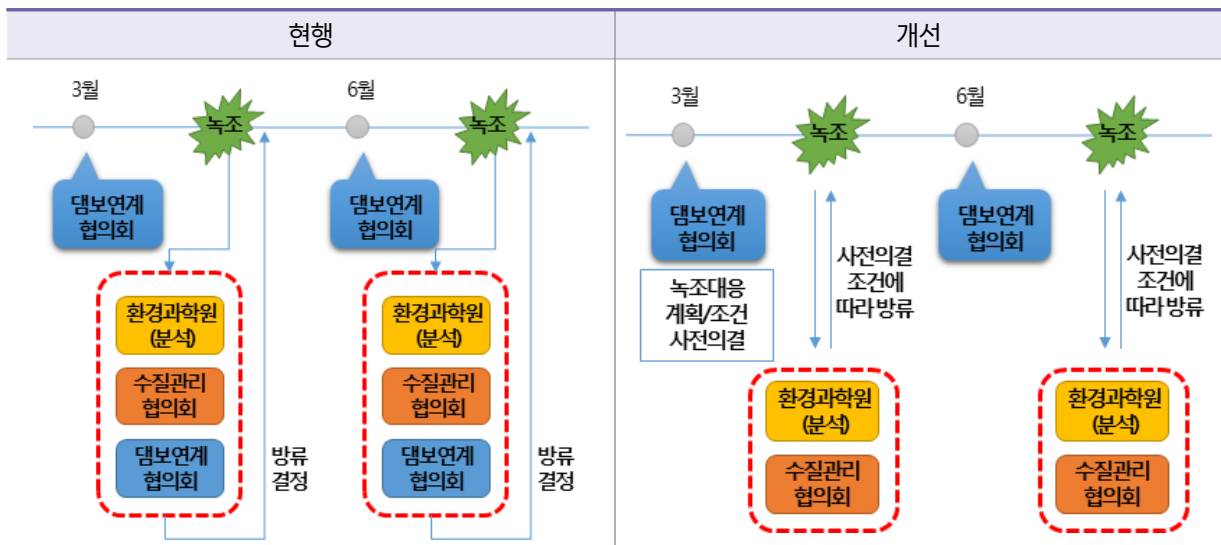 현행
3월
녹조
6월
녹조
댐보연계
협의회
댐보연계
협의회
환경과학원
(분석)
수질관리
협의회
댐보연계
협의회
방류
결정
환경과학원
(분석)
수질관리
협의회
댐보연계
협의회
방류
결정
개선
3월
녹조
6월
녹조
댐보연계
협의회
녹조대응
계획/조건
사전의결
사전의결
조건에
따라 방류
댐보연계
협의회
사전의결
조건에
따라 방류
환경과학원
(분석)
수질관리
협의회
환경과학원
(분석)
수질관리
협의회